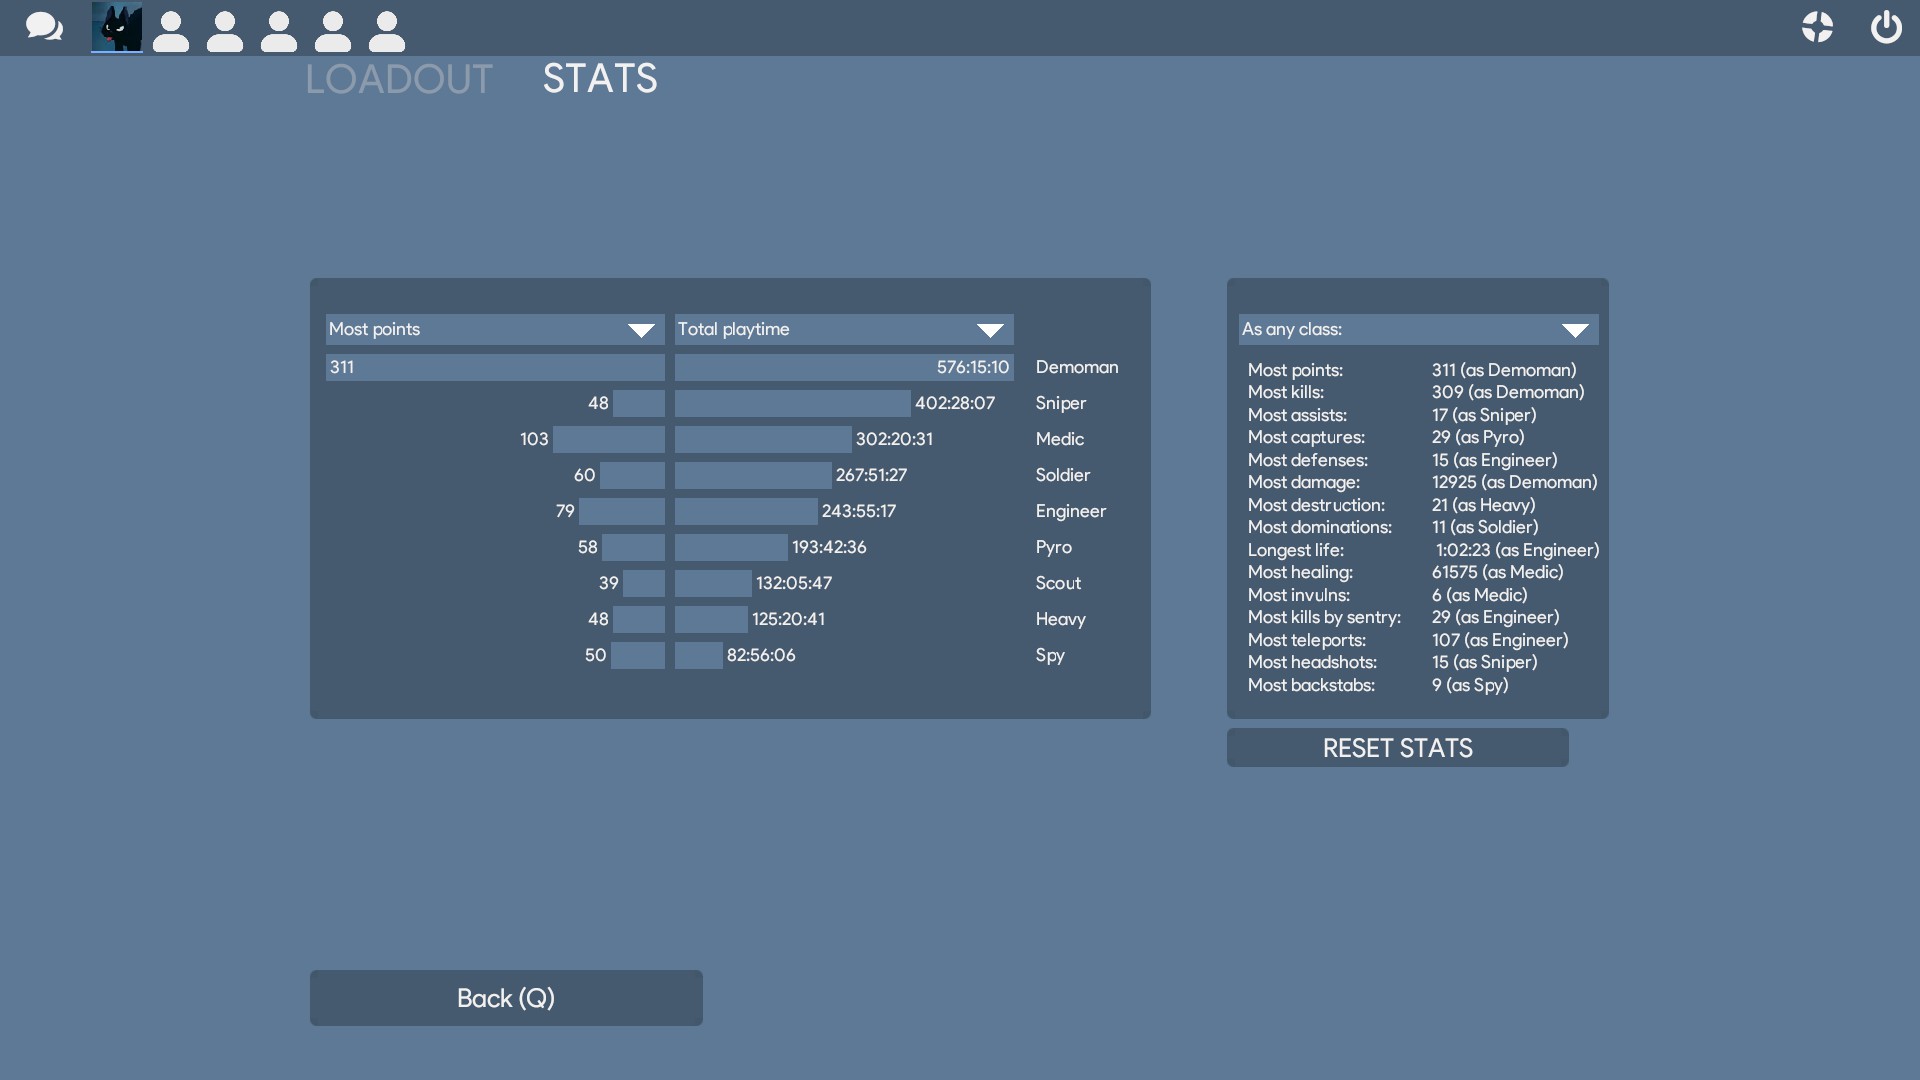 LOADOUT STATS
Most points Total playtime
311 576:15:10 Demoman
48 402:28:07 Sniper
103 302:20:31 Medic
60 267:51:27 Soldier
79 243:55:17 Engineer
58 193:42:36 Pyro
39 132:05:47 Scout
48 125:20:41 Heavy
50 82:56:06 Spy
As any class:
Most points: 311 (as Demoman)
Most kills: 309 (as Demoman)
Most assists: 17 (as Sniper)
Most captures: 29 (as Pyro)
Most defenses: 15 (as Engineer)
Most damage: 12925 (as Demoman)
Most destruction: 21 (as Heavy)
Most dominations: 11 (as Soldier)
Longest life: 1:02:23 (as Engineer)
Most healing: 61575 (as Medic)
Most invulns: 6 (as Medic)
Most kills by sentry: 29 (as Engineer)
Most teleports: 107 (as Engineer)
Most headshots: 15 (as Sniper)
Most backstabs: 9 (as Spy)
RESET STATS
Back (Q)